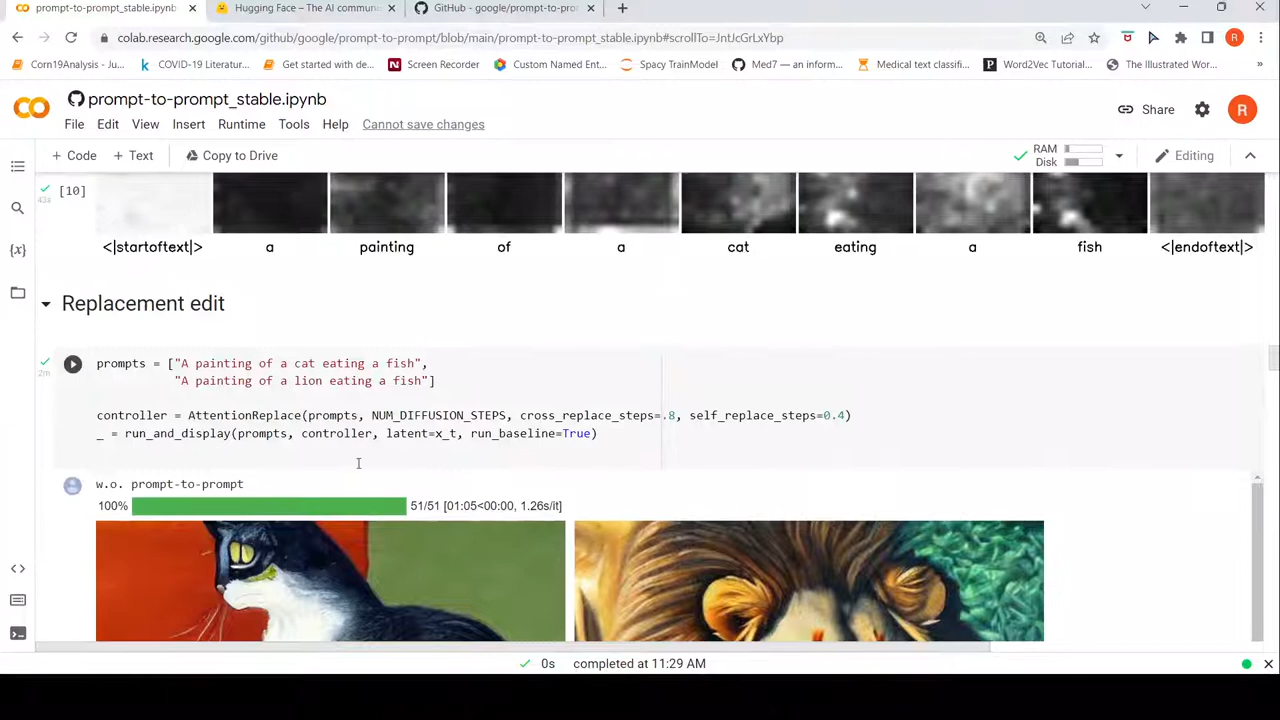 prompt-to-prompt_stable.ipynb
Hugging Face – The AI commun
GitHub - google/prompt-to-pro
colab.research.google.com/github/google/prompt-to-prompt/blob/main/prompt-to-prompt_stable.ipynb#scrollTo=JntJcGrLxYbp
R
Corn19Analysis - Ju...
COVID-19 Literatur...
Get started with de...
Screen Recorder
Custom Named Ent...
Spacy TrainModel
Med7 — an inform...
Medical text classifi...
Word2Vec Tutorial...
The Illustrated Wor...
»
prompt-to-prompt_stable.ipynb
Share
R
File Edit View Insert Runtime Tools Help Cannot save changes
+ Code + Text Copy to Drive
RAM
Disk
Editing
[10]
43s
<|startoftext|> a painting of a cat eating a fish <|endoftext|>
{x}
Replacement edit
2m
prompts = ["A painting of a cat eating a fish",
"A painting of a lion eating a fish"]
controller = AttentionReplace(prompts, NUM_DIFFUSION_STEPS, cross_replace_steps=.8, self_replace_steps=0.4)
_ = run_and_display(prompts, controller, latent=x_t, run_baseline=True)
w.o. prompt-to-prompt
100% 51/51 [01:05<00:00, 1.26s/it]
0s completed at 11:29 AM